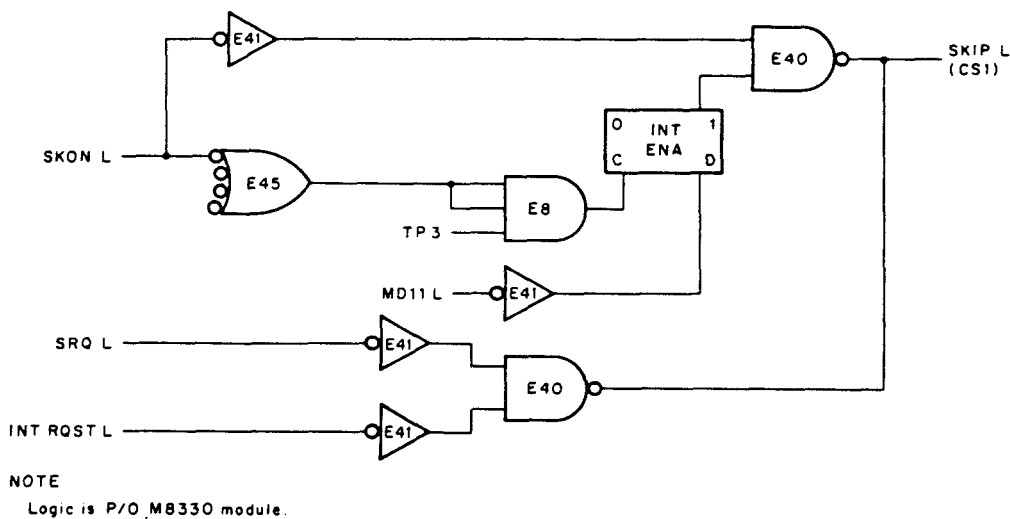 E41
E40
SKIP L
(CS1)
O INT 1
ENA
C D
SKON L
E45
E8
TP 3
MD11 L
E41
SRQ L
E41
E40
INT RQST L
E41
NOTE
Logic is P/O M8330 module.